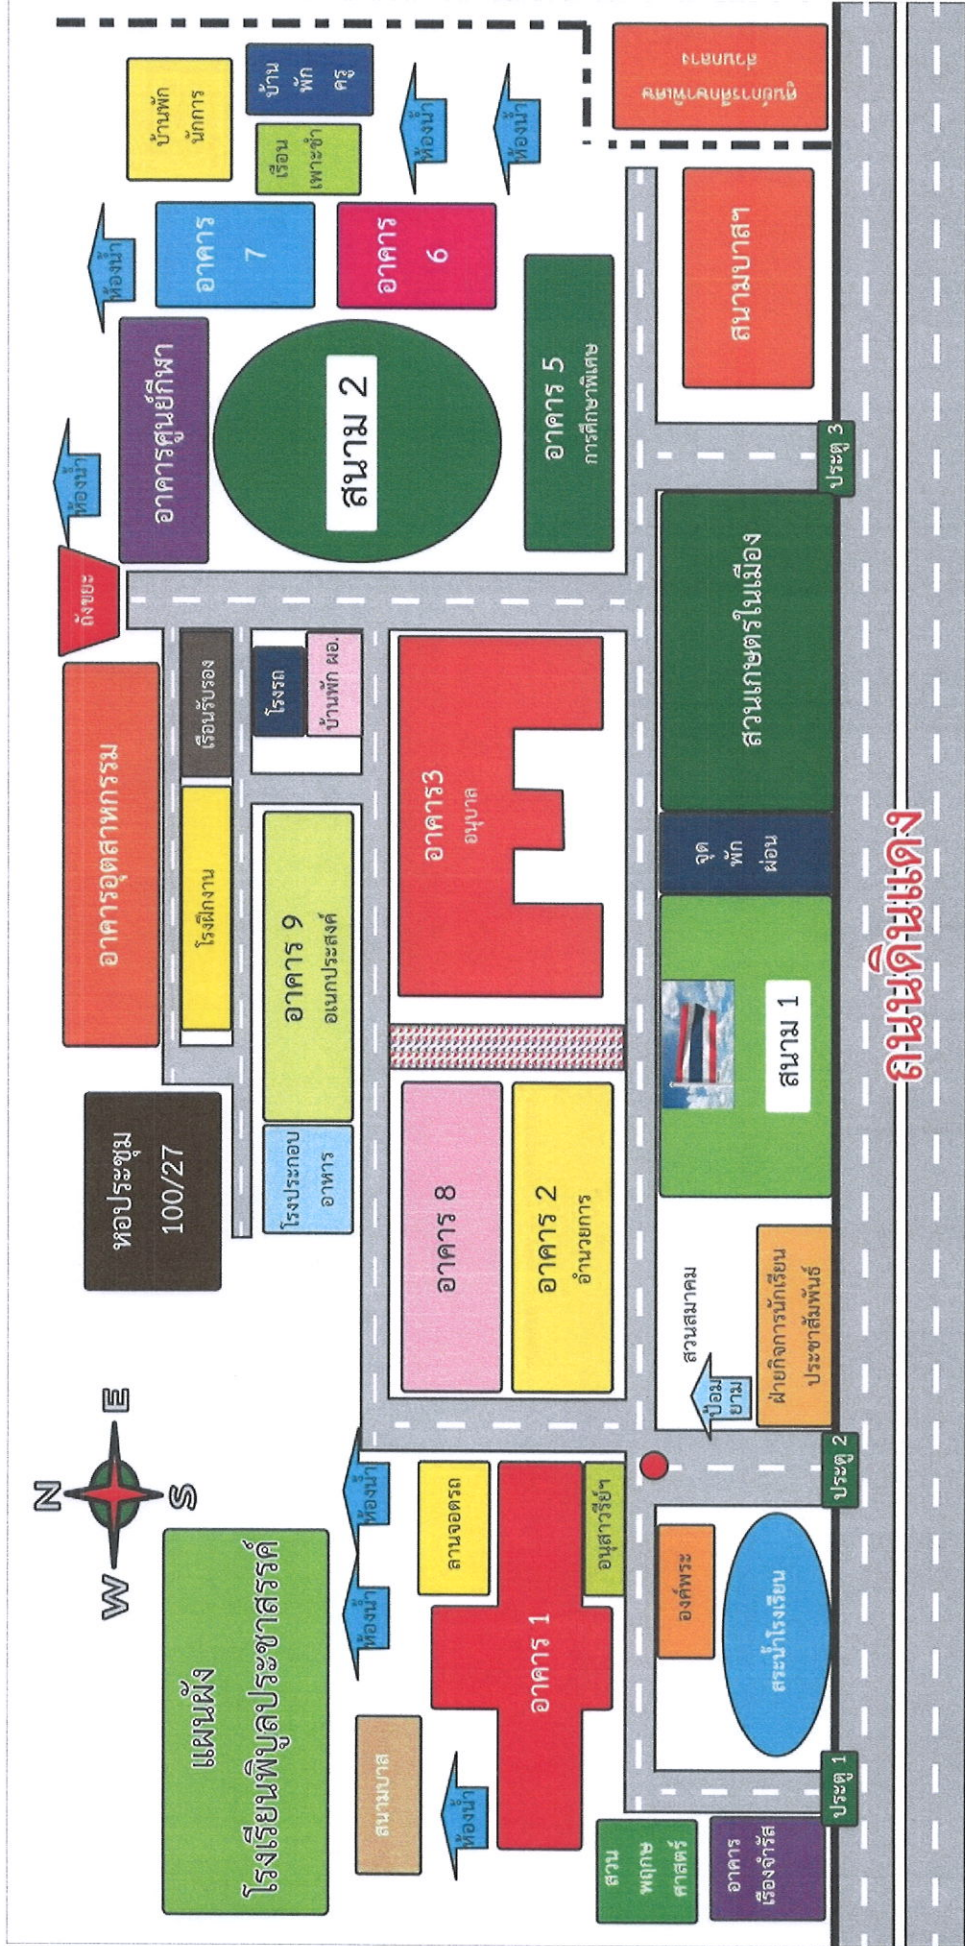 แผนผัง
โรงเรียนพิบูลประชาสรรค์
N
W
E
S
หอประชุม
100/27
อาคารอุตสาหกรรม
ถังขยะ
ห้องน้ำ
อาคารศูนย์กีฬา
ห้องน้ำ
บ้านพัก
นักการ
บ้าน
พัก
ครู
เรือน
เพาะชำ
อาคาร
7
อาคาร
6
ห้องน้ำ
ห้องน้ำ
สนาม 2
อาคาร 5
การศึกษาพิเศษ
เรือนรับรอง
โรงฝึกงาน
โรงรถ
บ้านพัก ผอ.
อาคาร 9
อเนกประสงค์
โรงประกอบ
อาหาร
ห้องน้ำ
ห้องน้ำ
สนามบาส
ห้องน้ำ
ลานจอดรถ
อาคาร 1
อนุสาวรีย์ฯ
อาคาร 8
อาคาร 2
อำนวยการ
อาคาร3
อนุบาล
สวน
พฤกษ
ศาสตร์
อาคาร
เรืองจำรัส
องค์พระ
สระน้ำโรงเรียน
สวนสมาคม
ป้อม
ยาม
ฝ่ายกิจการนักเรียน
ประชาสัมพันธ์
สนาม 1
จุด
พัก
ผ่อน
สวนเกษตรในเมือง
สนามบาสฯ
ศูนย์การศึกษาพิเศษ
ส่วนกลาง
ประตู 1
ประตู 2
ประตู 3
ถนนดินแดง